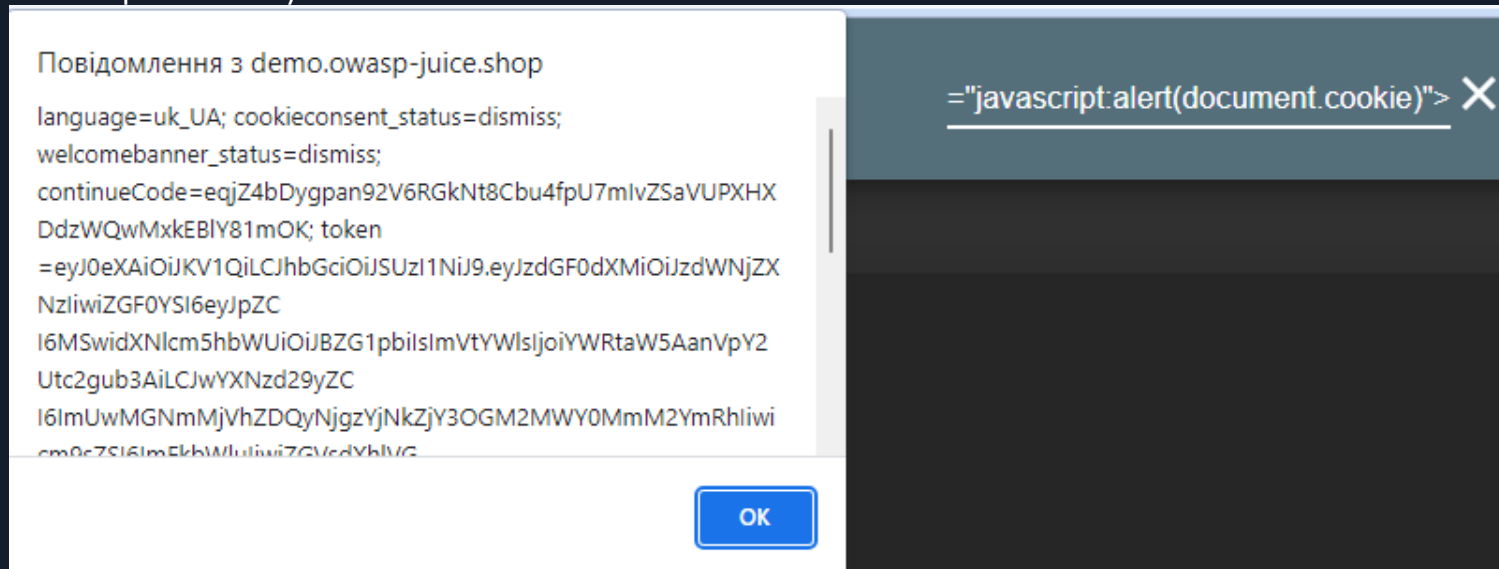 Повідомлення з demo.owasp-juice.shop
language=uk_UA; cookieconsent_status=dismiss;
welcomebanner_status=dismiss;
continueCode=eqjZ4bDygpan92V6RGkNt8Cbu4fpU7mIvZSaVUPXHX
DdzWQwMxkEBlY81mOK; token
=eyJ0eXAiOiJKV1QiLCJhbGciOiJSUzI1NiJ9.eyJzdGF0dXMiOiJzdWNjZX
NzIiwiZGF0YSI6eyJpZC
I6MSwidXNlcm5hbWUiOiJBZG1pbiIsImVtYWlsIjoiYWRtaW5AanVpY2
Utc2gub3AiLCJwYXNzd29yZC
I6ImUwMGNmMjVhZDQyNjgzYjNkZjY3OGM2MWY0MmM2YmRhIiwi
OK
="javascript:alert(document.cookie)">